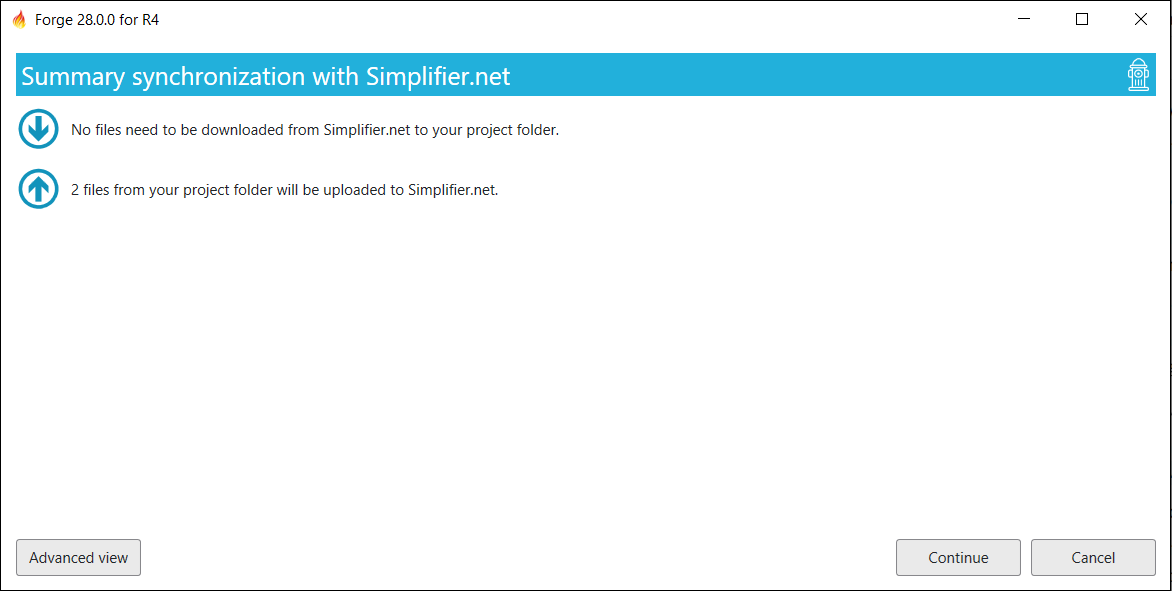 Forge 28.0.0 for R4
Summary synchronization with Simplifier.net
No files need to be downloaded from Simplifier.net to your project folder.
2 files from your project folder will be uploaded to Simplifier.net.
Advanced view
Continue
Cancel